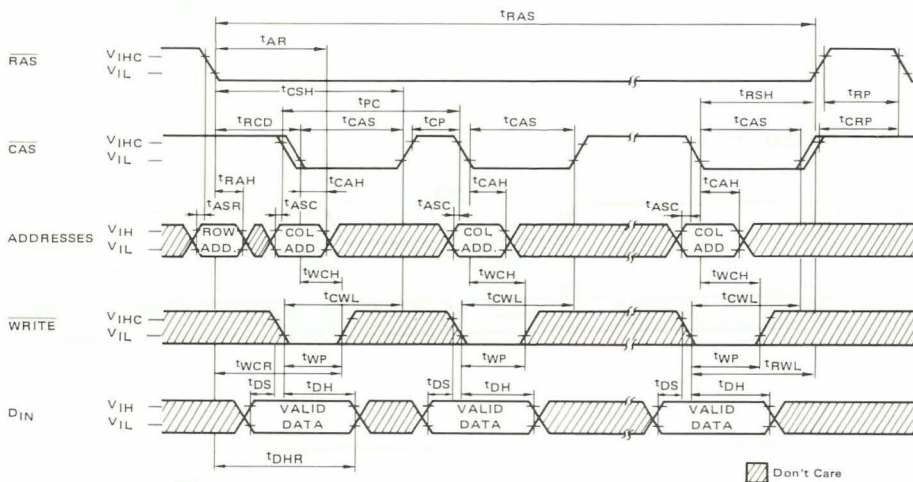 tRAS
tAR
RAS
VIHC
VIL
tCSH
tPC
tRSH
tRP
tRCD
tCAS
tCP
tCAS
tCAS
tCRP
CAS
VIHC
VIL
tRAH
tCAH
tCAH
tCAH
tASR
tASC
tASC
tASC
ADDRESSES
VIH
VIL
ROW
ADD.
COL
ADD
COL
ADD.
COL
ADD
tWCH
tWCH
tWCH
tCWL
tCWL
tCWL
WRITE
VIHC
VIL
tWCR
tWP
tWP
tWP
tRWL
tDS
tDH
tDS
tDH
tDS
tDH
DIN
VIH
VIL
VALID
DATA
VALID
DATA
VALID
DATA
tDHR
Don't Care